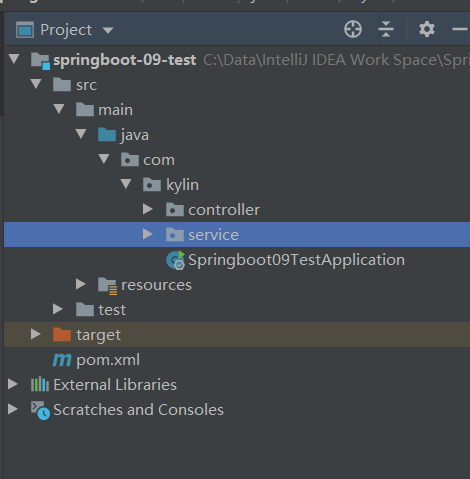 Project
springboot-09-test C:\Data\IntelliJ IDEA Work Space\Spri
src
main
java
com
kylin
controller
service
Springboot09TestApplication
resources
test
target
pom.xml
External Libraries
Scratches and Consoles